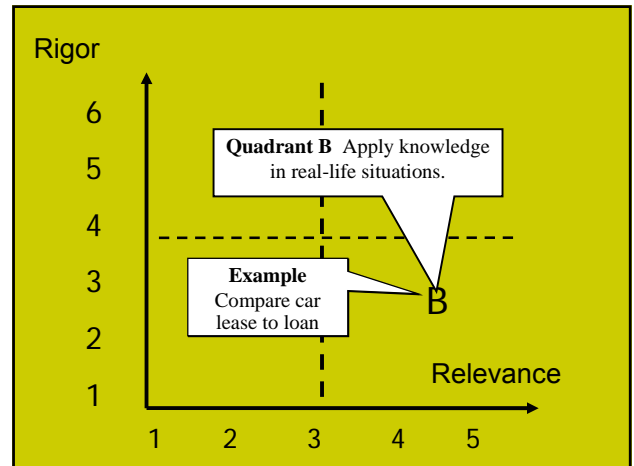 Rigor
6
Quadrant B Apply knowledge
in real-life situations.
5
4
3
Example
Compare car
lease to loan
B
2
Relevance
1
1 2 3 4 5